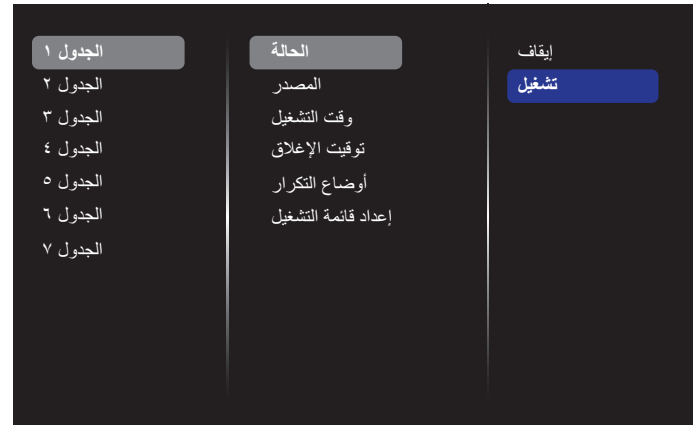 الجدول ١
الجدول ٢
الجدول ٣
الجدول ٤
الجدول ٥
الجدول ٦
الجدول ٧
الحالة
المصدر
وقت التشغيل
توقيت الإغلاق
أوضاع التكرار
إعداد قائمة التشغيل
إيقاف
تشغيل